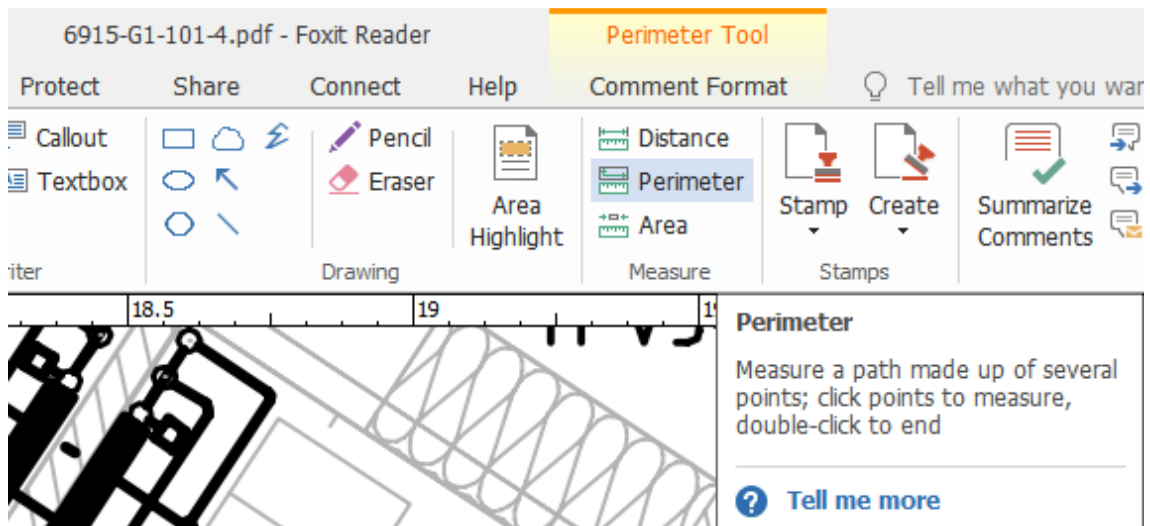 6915-G1-101-4.pdf - Foxit Reader
Perimeter Tool
Protect
Share
Connect
Help
Comment Format
Tell me what you war
Callout
Textbox
Pencil
Eraser
Area
Highlight
Distance
Perimeter
Area
Stamp
Create
Summarize
Comments
iter
Drawing
Measure
Stamps
18.5
19
Perimeter
Measure a path made up of several
points; click points to measure,
double-click to end
Tell me more